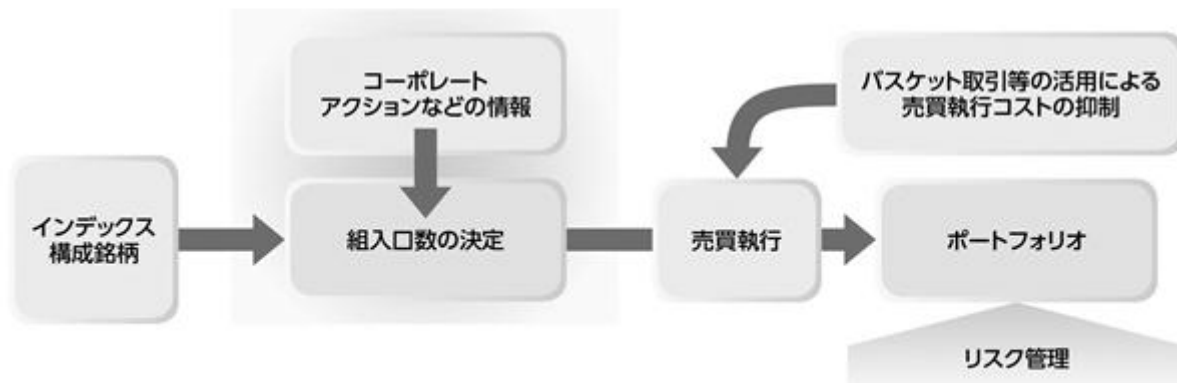 コーポレート
アクションなどの情報
バスケット取引等の活用による
売買執行コストの抑制
インデックス
構成銘柄
組入口数の決定
売買執行
ポートフォリオ
リスク管理